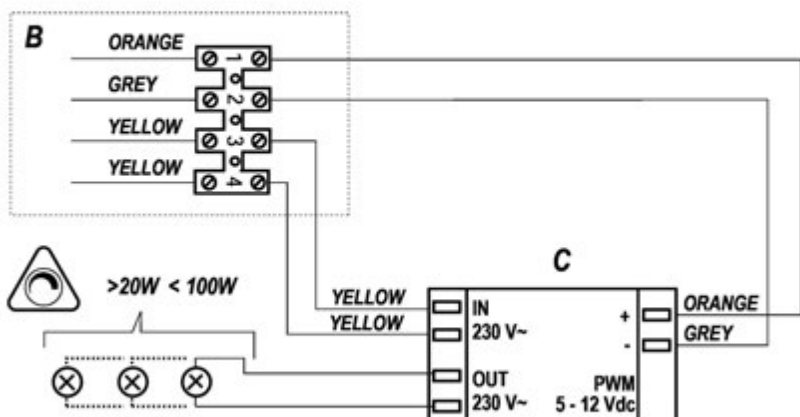 B
ORANGE
1
GREY
2
YELLOW
3
YELLOW
4
>20W < 100W
C
YELLOW
YELLOW
IN
230 V~
+
-
ORANGE
GREY
OUT
230 V~
PWM
5 - 12 Vdc